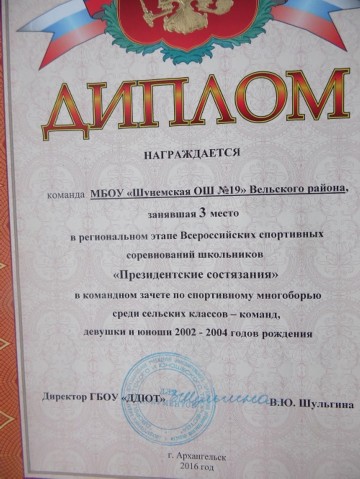 ДИПЛОМ
НАГРАЖДАЕТСЯ
команда МБОУ «Шунемская ОШ №19» Вельского района,
занявшая 3 место
в региональном этапе Всероссийских спортивных
соревнований школьников
«Президентские состязания»
в командном зачете по спортивному многоборью
среди сельских классов – команд,
девушки и юноши 2002 - 2004 годов рождения
Директор ГБОУ «ДДЮТ» В.Ю. Шульгина
г. Архангельск
2016 год